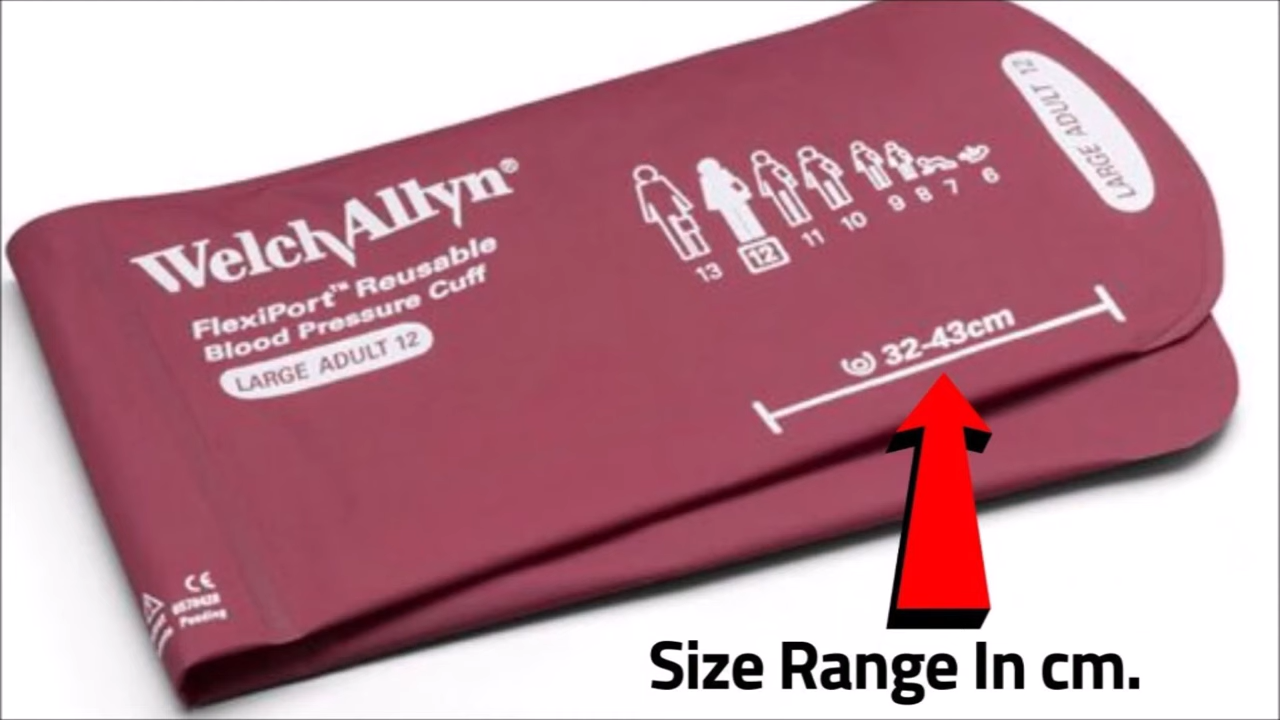 WelchAllyn®
FlexiPort™ Reusable
Blood Pressure Cuff
LARGE ADULT 12
13 12 11 10 9 8 7 6
LARGE ADULT 12
32-43cm
CE
Pending
Size Range In cm.